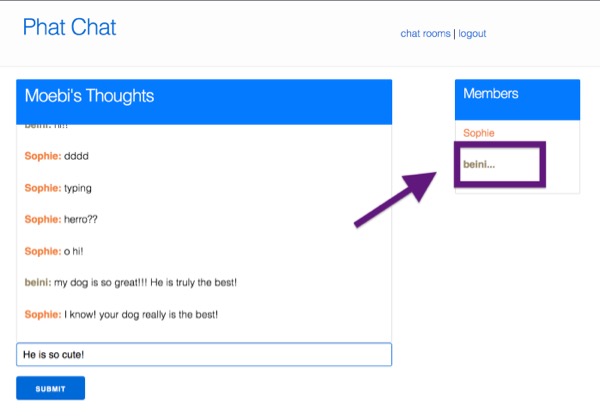 Phat Chat
chat rooms | logout
Moebi's Thoughts
beini: hi!!
Sophie: dddd
Sophie: typing
Sophie: herro??
Sophie: o hi!
beini: my dog is so great!!! He is truly the best!
Sophie: I know! your dog really is the best!
He is so cute!
SUBMIT
Members
Sophie
beini...